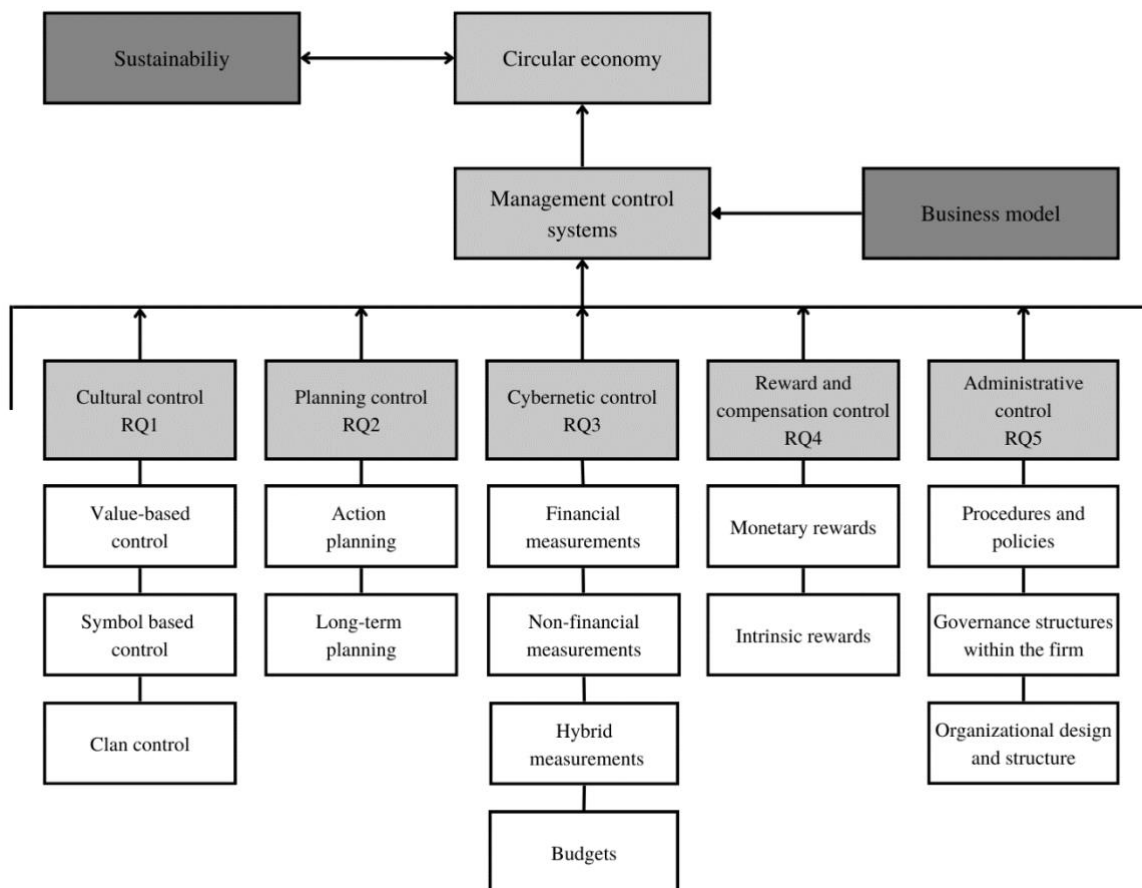 Sustainabiliy
Circular economy
Management control
systems
Business model
Cultural control
RQ1
Planning control
RQ2
Cybernetic control
RQ3
Reward and
compensation control
RQ4
Administrative
control
RQ5
Value-based
control
Action
planning
Financial
measurements
Monetary rewards
Procedures and
policies
Symbol based
control
Long-term
planning
Non-financial
measurements
Intrinsic rewards
Governance structures
within the firm
Clan control
Hybrid
measurements
Organizational design
and structure
Budgets